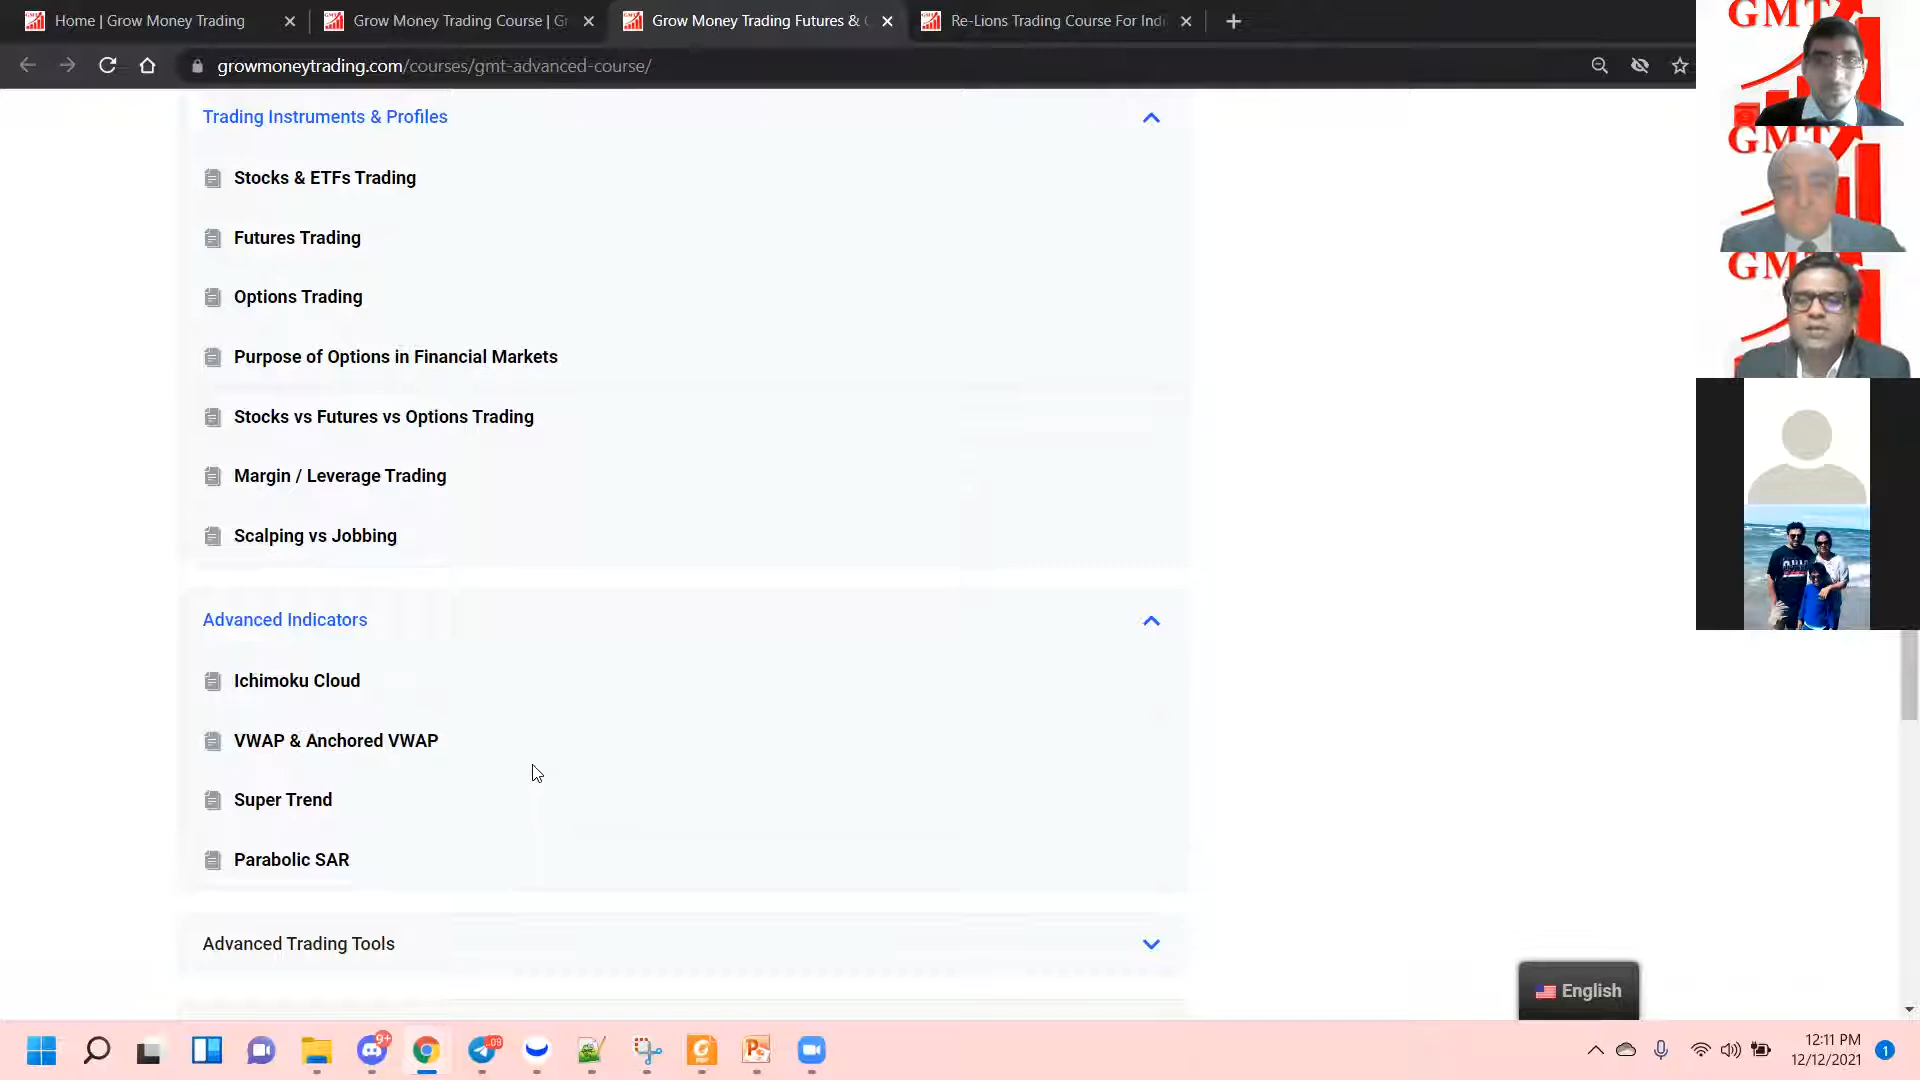 Home | Grow Money Trading
Grow Money Trading Course | Gr
Grow Money Trading Futures &
Re-Lions Trading Course For Indi
growmoneytrading.com/courses/gmt-advanced-course/
Trading Instruments & Profiles
Stocks & ETFs Trading
Futures Trading
Options Trading
Purpose of Options in Financial Markets
Stocks vs Futures vs Options Trading
Margin / Leverage Trading
Scalping vs Jobbing
Advanced Indicators
Ichimoku Cloud
VWAP & Anchored VWAP
Super Trend
Parabolic SAR
Advanced Trading Tools
English
GMT
GMT
GMT
9+
12:11 PM
12/12/2021
1